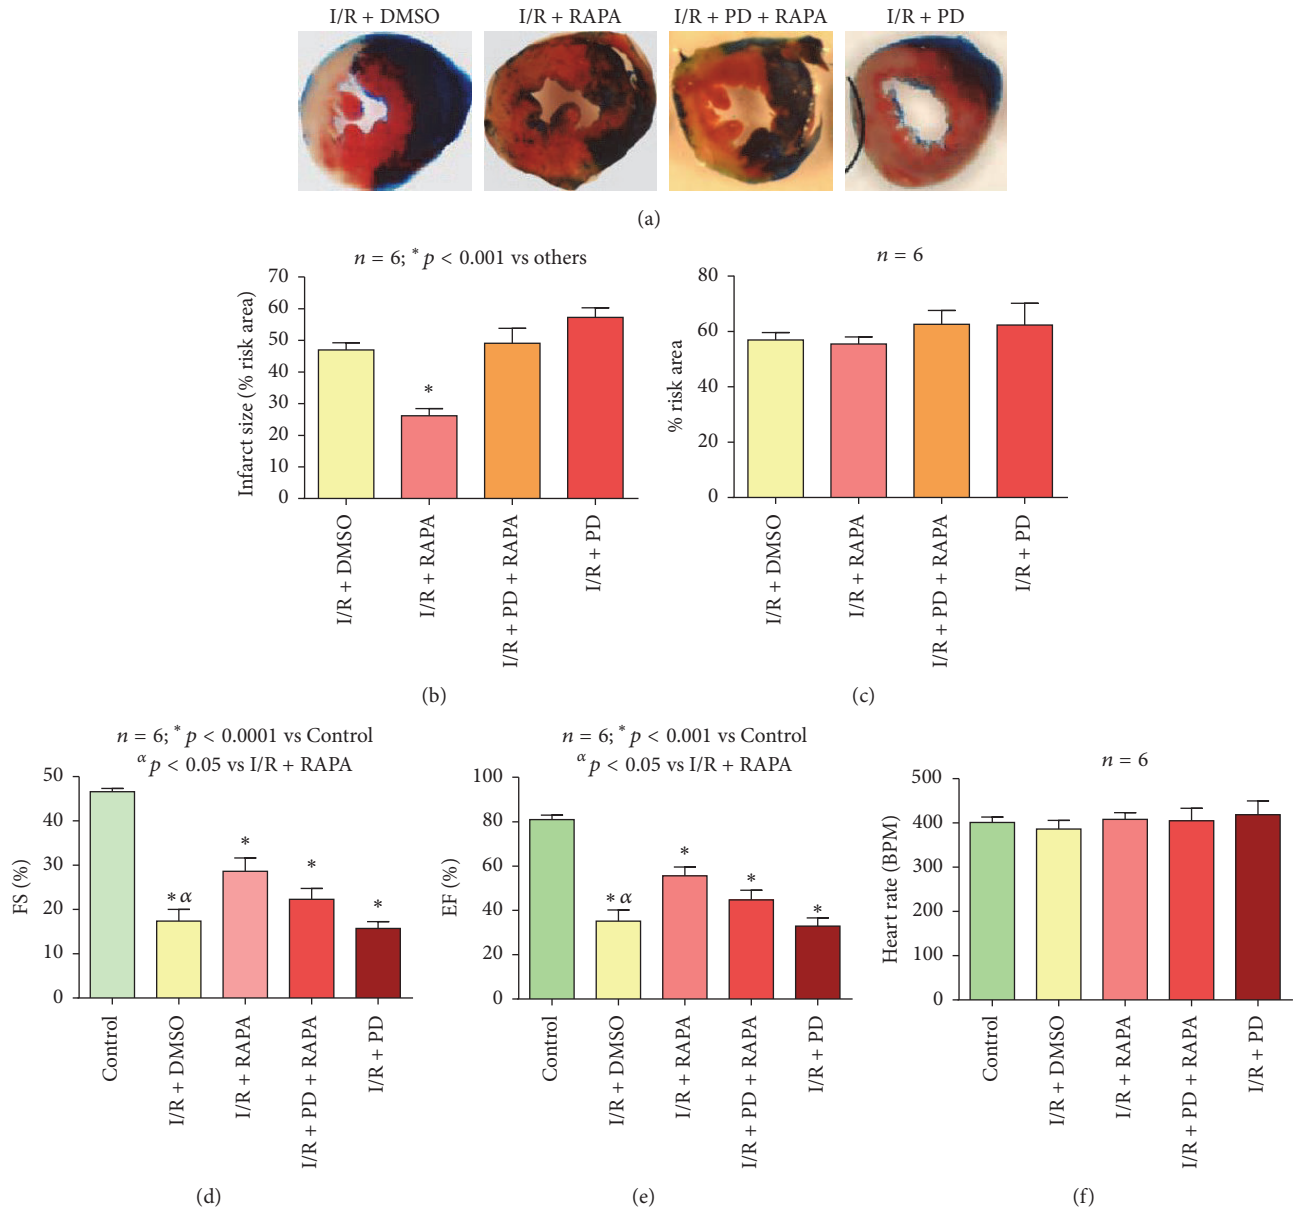 I/R + DMSO
I/R + RAPA
I/R + PD + RAPA
I/R + PD
(a)
n = 6; * p < 0.001 vs others
Infarct size (% risk area)
70
60
50
40
30
20
10
0
*
I/R + DMSO
I/R + RAPA
I/R + PD + RAPA
I/R + PD
(b)
n = 6
% risk area
80
60
40
20
0
I/R + DMSO
I/R + RAPA
I/R + PD + RAPA
I/R + PD
(c)
n = 6; * p < 0.0001 vs Control
α p < 0.05 vs I/R + RAPA
FS (%)
50
40
30
20
10
0
* α
*
*
*
Control
I/R + DMSO
I/R + RAPA
I/R + PD + RAPA
I/R + PD
(d)
n = 6; * p < 0.001 vs Control
α p < 0.05 vs I/R + RAPA
EF (%)
100
80
60
40
20
0
* α
*
*
*
Control
I/R + DMSO
I/R + RAPA
I/R + PD + RAPA
I/R + PD
(e)
n = 6
Heart rate (BPM)
500
400
300
200
100
0
Control
I/R + DMSO
I/R + RAPA
I/R + PD + RAPA
I/R + PD
(f)